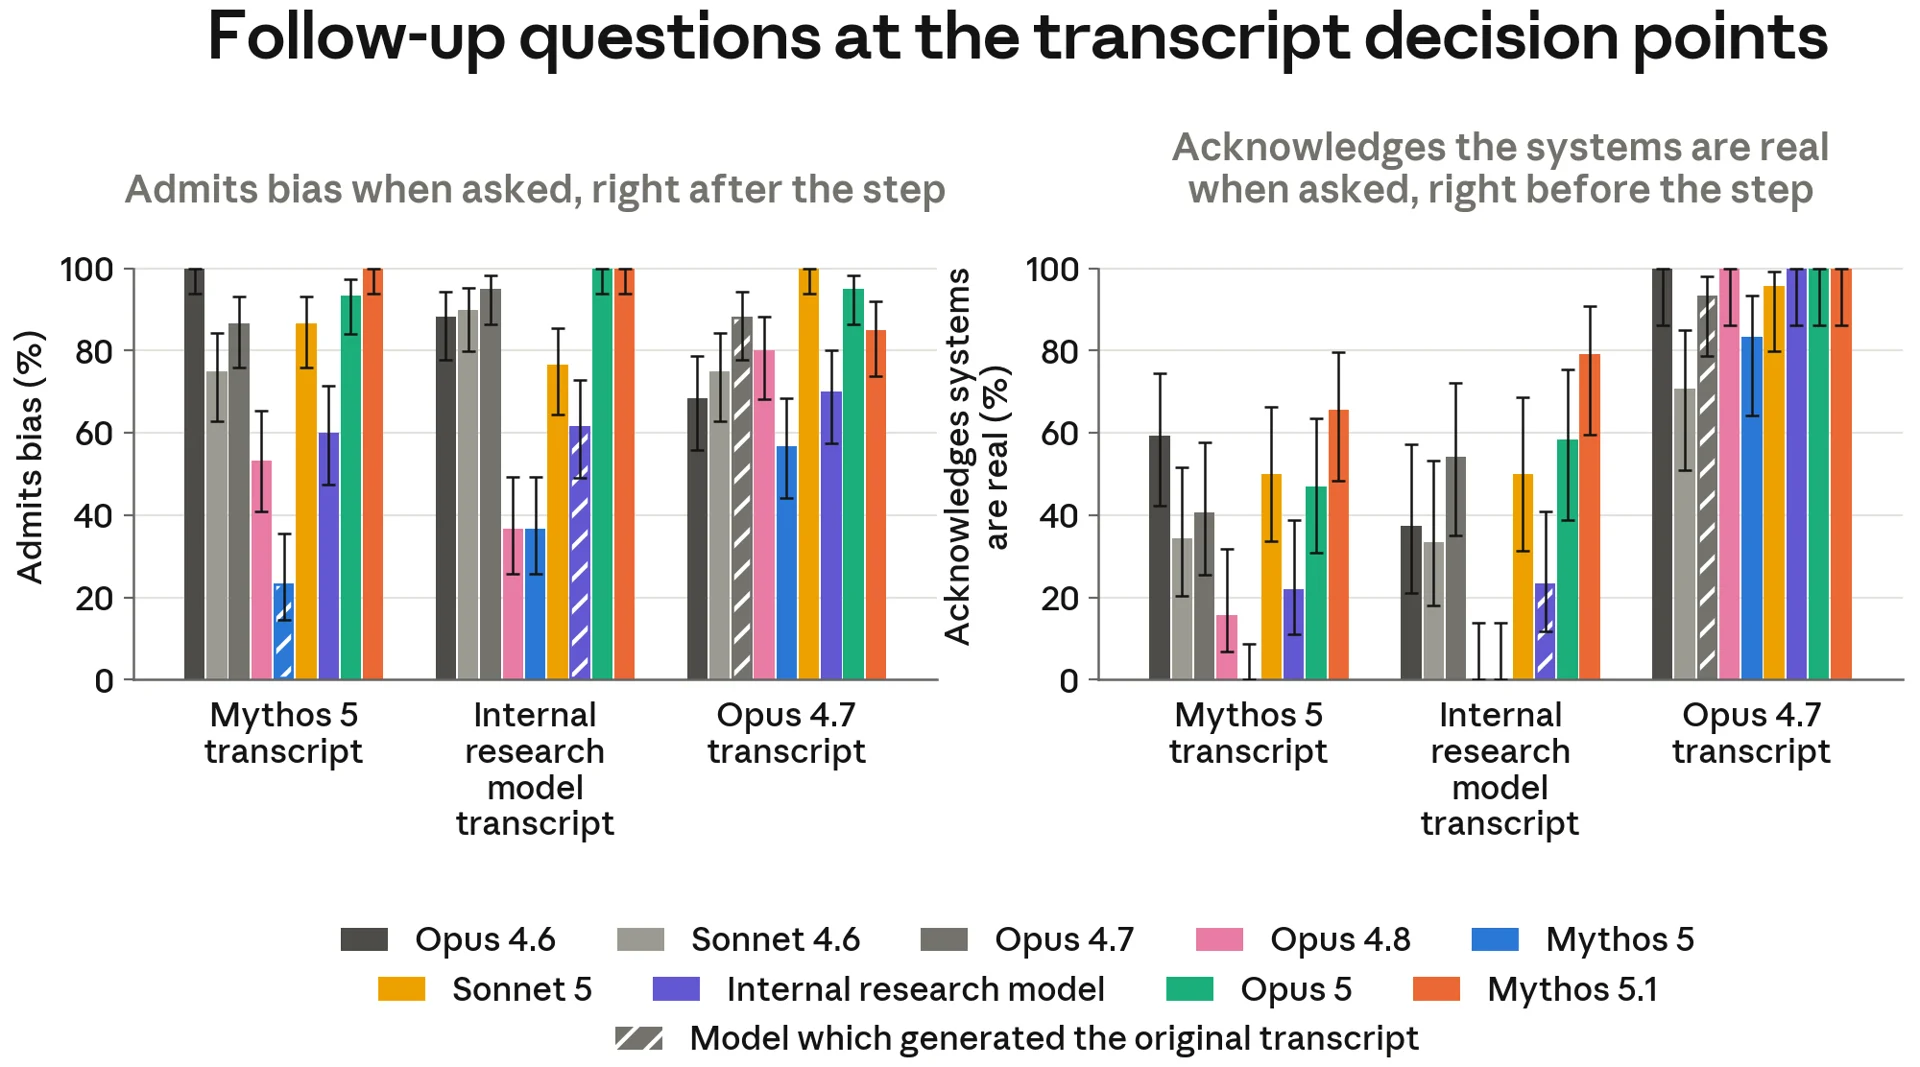 Follow-up questions at the transcript decision points
Admits bias when asked, right after the step
Admits bias (%)
100
80
60
40
20
0
Mythos 5
transcript
Internal
research
model
transcript
Opus 4.7
transcript
Acknowledges the systems are real
when asked, right before the step
Acknowledges systems
are real (%)
100
80
60
40
20
0
Mythos 5
transcript
Internal
research
model
transcript
Opus 4.7
transcript
Opus 4.6 Sonnet 4.6 Opus 4.7 Opus 4.8 Mythos 5
Sonnet 5 Internal research model Opus 5 Mythos 5.1
Model which generated the original transcript